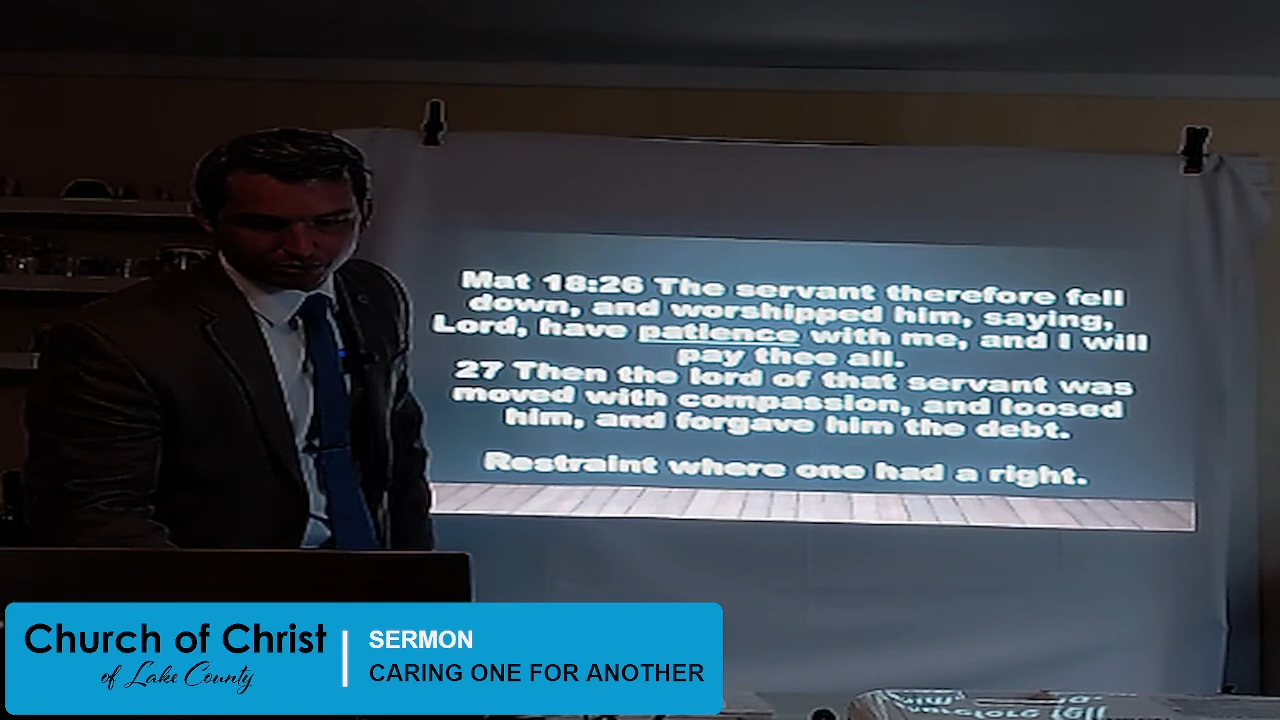 Mat 18:26 The servant therefore fell
down, and worshipped him, saying,
Lord, have patience with me, and I will
pay thee all.
27 Then the lord of that servant was
moved with compassion, and loosed
him, and forgave him the debt.
Restraint where one had a right.
Church of Christ
of Lake County
SERMON
CARING ONE FOR ANOTHER